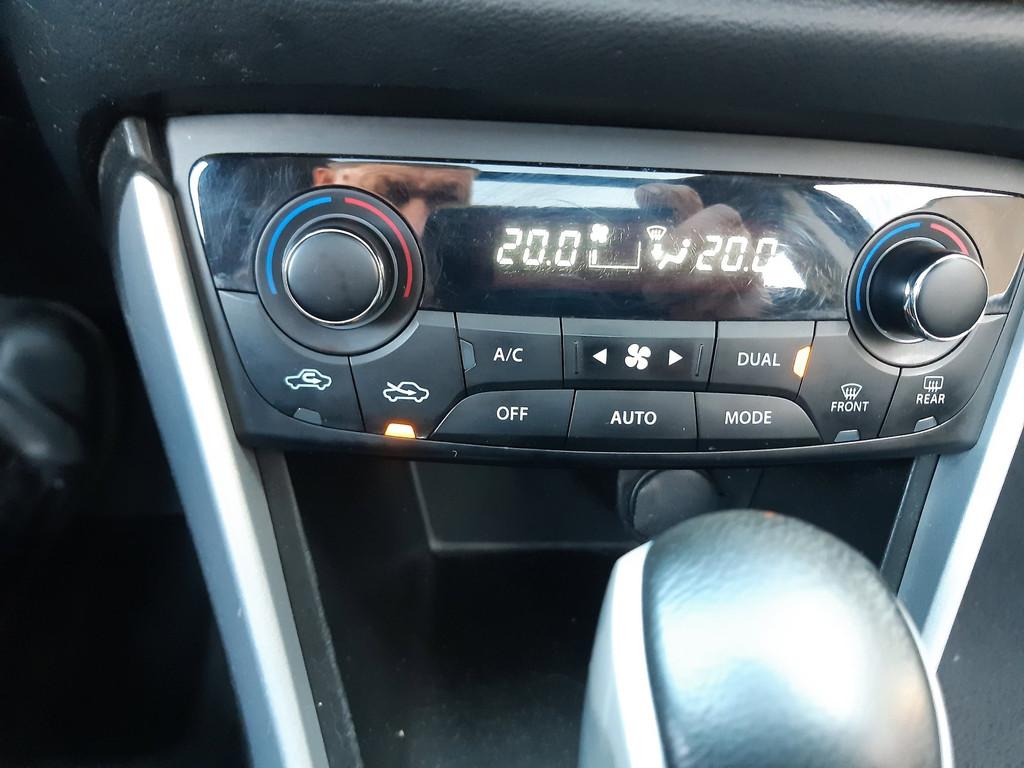 20.0 20.0
A/C DUAL
OFF AUTO MODE FRONT REAR